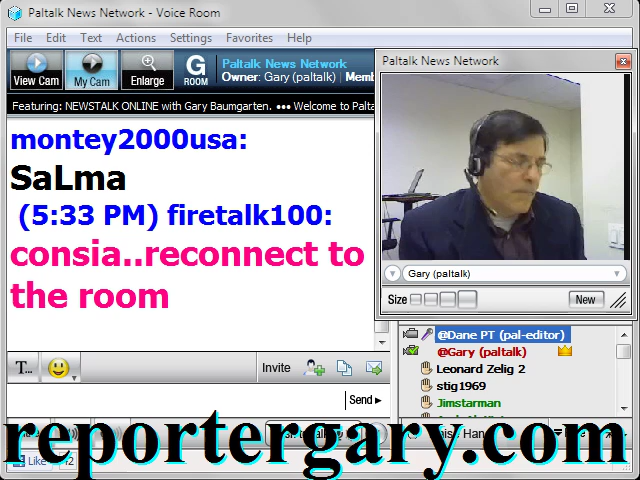 Paltalk News Network - Voice Room
File Edit Text Actions Settings Favorites Help
View Cam
My Cam
Enlarge
G
ROOM
Paltalk News Network
Owner: Gary (paltalk) | Memb
Featuring: NEWSTALK ONLINE with Gary Baumgarten. ●●● Welcome to Palta
montey2000usa:
SaLma
(5:33 PM) firetalk100:
consia..reconnect to
the room
Paltalk News Network
Gary (paltalk)
Size
New
@Dane PT (pal-editor)
@Gary (paltalk)
Leonard Zelig 2
stig1969
Jimstarman
T...
Invite
Send
reportergary.com
Like